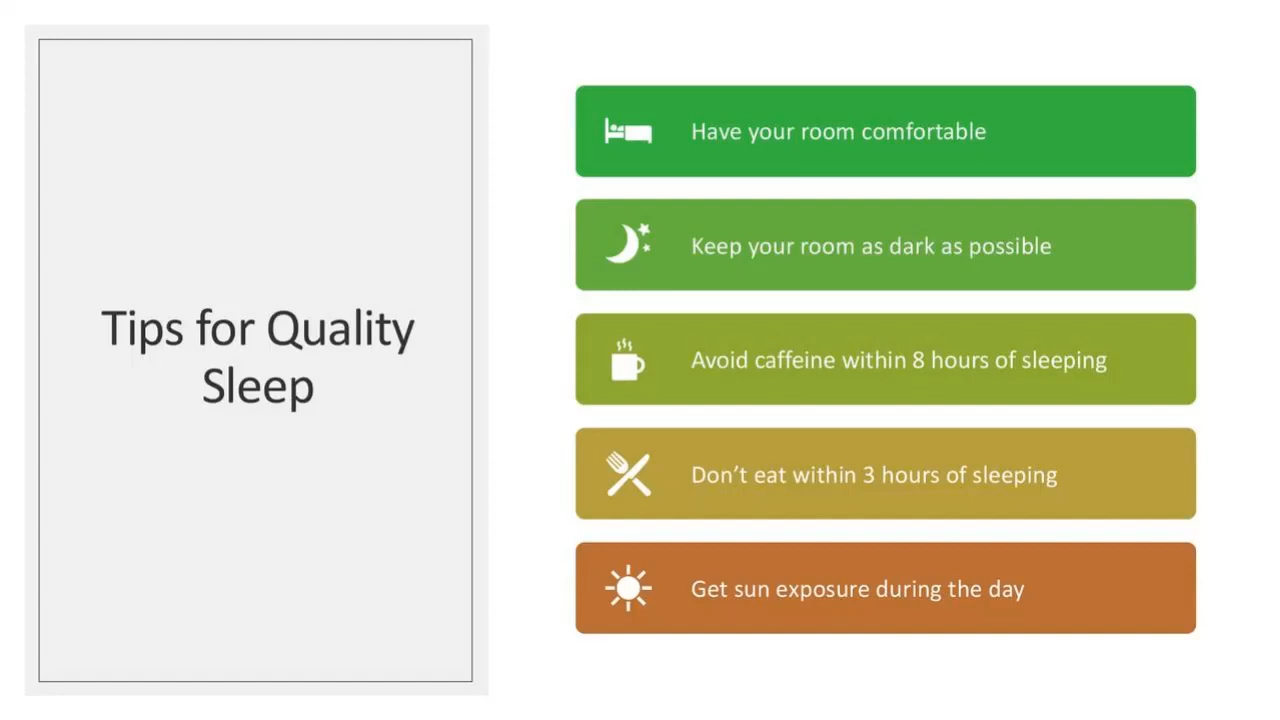 Tips for Quality
Sleep
Have your room comfortable
Keep your room as dark as possible
Avoid caffeine within 8 hours of sleeping
Don’t eat within 3 hours of sleeping
Get sun exposure during the day